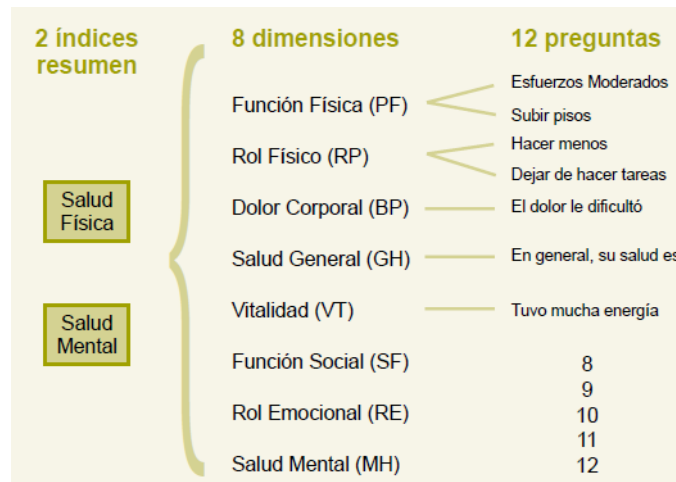 2 índices
resumen
8 dimensiones
12 preguntas
Salud
Física
Salud
Mental
Función Física (PF)
Esfuerzos Moderados
Subir pisos
Rol Físico (RP)
Hacer menos
Dejar de hacer tareas
Dolor Corporal (BP)
El dolor le dificultó
Salud General (GH)
En general, su salud es
Vitalidad (VT)
Tuvo mucha energía
Función Social (SF)
Rol Emocional (RE)
Salud Mental (MH)
8
9
10
11
12